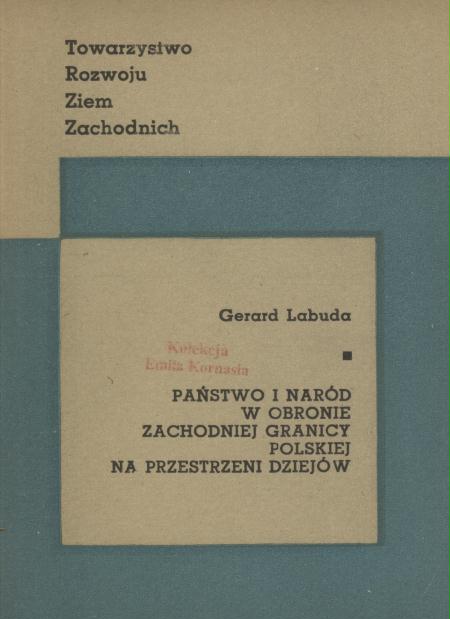 Towarzystwo
Rozwoju
Ziem
Zachodnich
Gerard Labuda
Kolekcja
Emila Kornasia
PAŃSTWO I NARÓD
W OBRONIE
ZACHODNIEJ GRANICY
POLSKIEJ
NA PRZESTRZENI DZIEJÓW